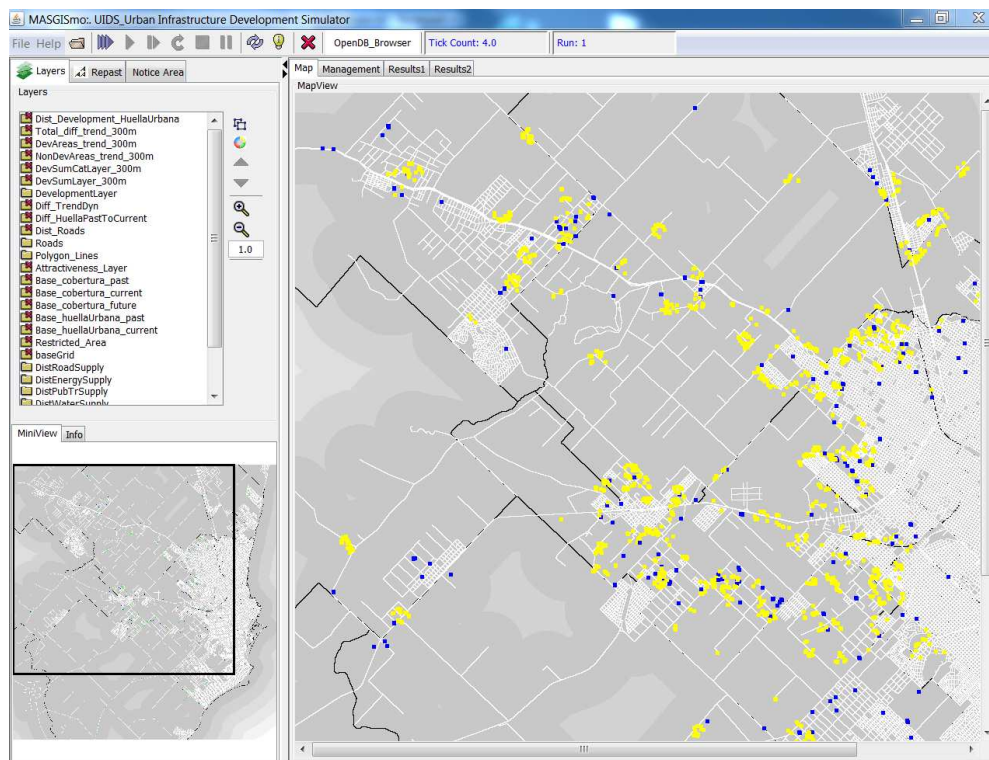 MASGISmo:. UIDS_Urban Infrastructure Development Simulator
File Help OpenDB_Browser Tick Count: 4.0 Run: 1
Layers Repast Notice Area
Layers
Dist_Development_HuellaUrbana
Total_diff_trend_300m
DevAreas_trend_300m
NonDevAreas_trend_300m
DevSumCatLayer_300m
DevSumLayer_300m
DevelopmentLayer
Diff_TrendDyn
Diff_HuellaPastToCurrent
Dist_Roads
Roads
Polygon_Lines
Attractiveness_Layer
Base_cobertura_past
Base_cobertura_current
Base_cobertura_future
Base_huellaUrbana_past
Base_huellaUrbana_current
Restricted_Area
baseGrid
DistRoadSupply
DistEnergySupply
DistPubTrSupply
DistWaterSupply
1.0
MiniView Info
Map Management Results1 Results2
MapView